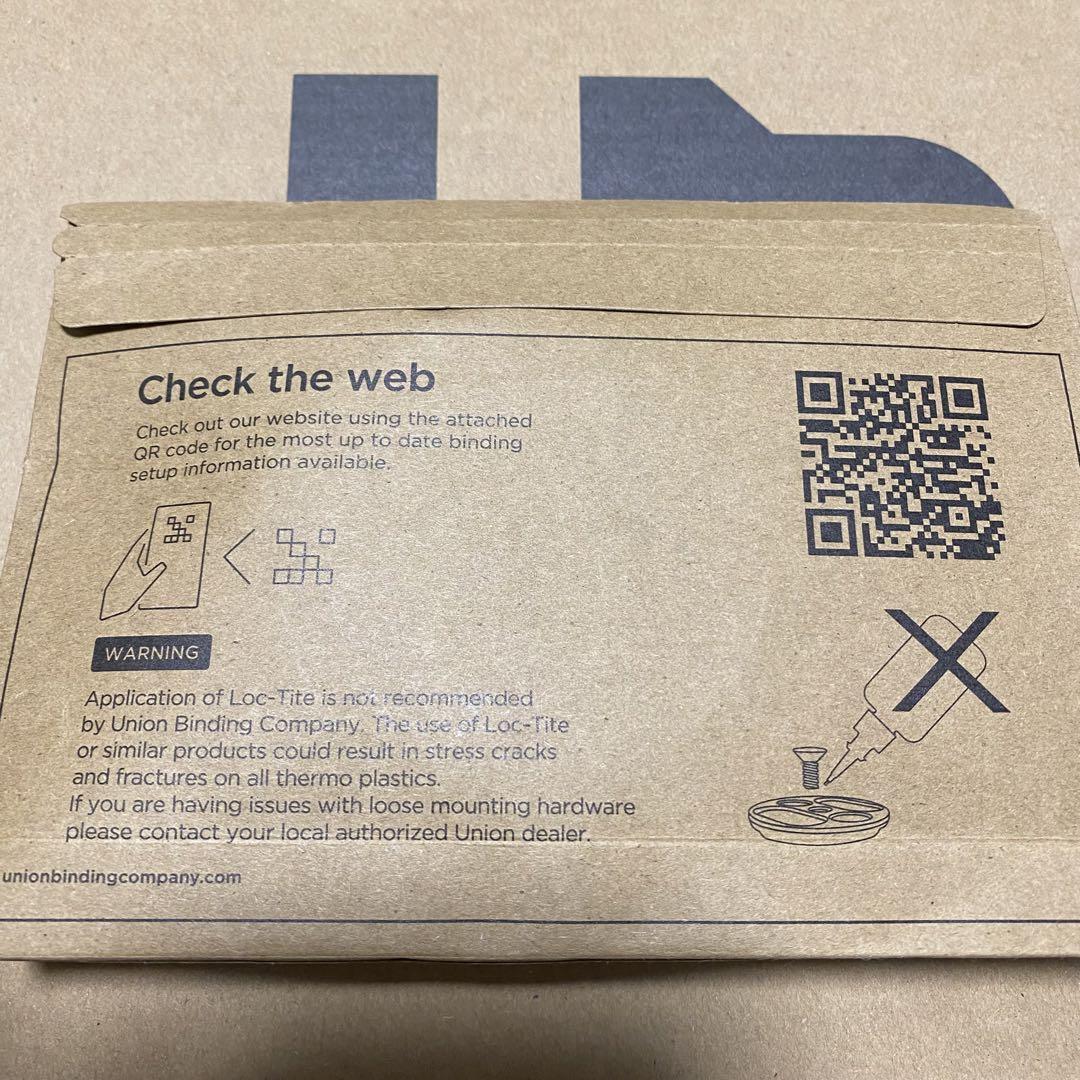 Check the web
Check out our website using the attached
QR code for the most up to date binding
setup information available.
WARNING
Application of Loc-Tite is not recommended
by Union Binding Company. The use of Loc-Tite
or similar products could result in stress cracks
and fractures on all thermo plastics.
If you are having issues with loose mounting hardware
please contact your local authorized Union dealer.
unionbindingcompany.com